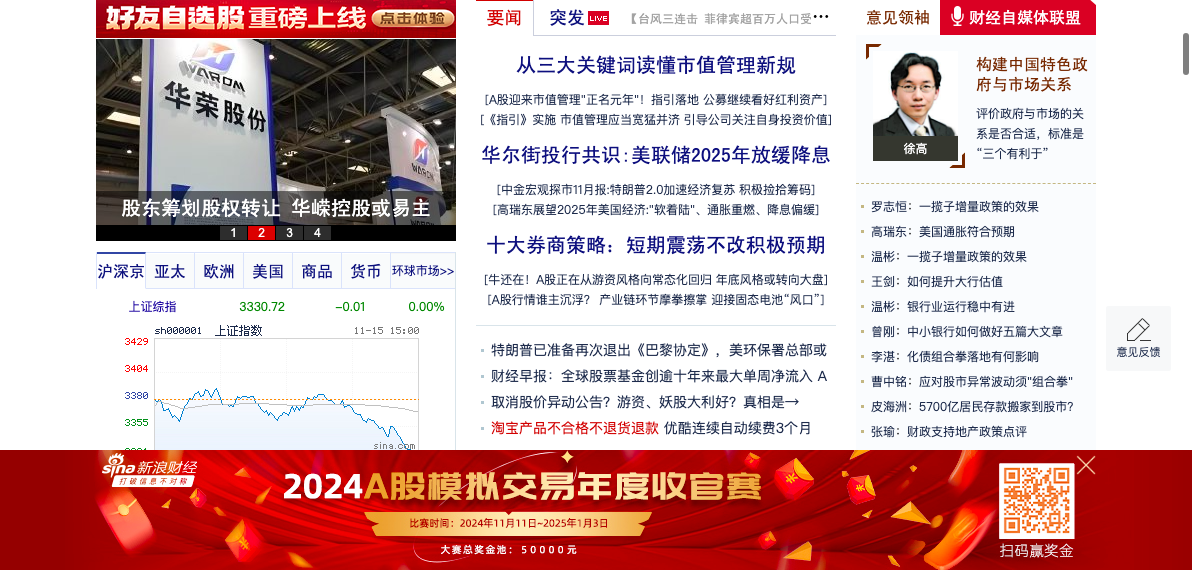 好友自选股 重磅上线 点击体验
WAROM
华荣股份
WAROM
股东筹划股权转让 华嵘控股或易主
1 2 3 4
沪深京 亚太 欧洲 美国 商品 货币 环球市场>>
上证综指 3330.72 -0.01 0.00%
sh000001 上证指数 11-15 15:00
3429
3404
3380
3355
sina.com
要闻 突发 LIVE 【台风三连击 菲律宾超百万人口受···
从三大关键词读懂市值管理新规
[A股迎来市值管理"正名元年"！指引落地 公募继续看好红利资产]
[《指引》实施 市值管理应当宽猛并济 引导公司关注自身投资价值]
华尔街投行共识:美联储2025年放缓降息
[中金宏观探市11月报:特朗普2.0加速经济复苏 积极捡拾筹码]
[高瑞东展望2025年美国经济:"软着陆"、通胀重燃、降息偏缓]
十大券商策略：短期震荡不改积极预期
[牛还在！A股正在从游资风格向常态化回归 年底风格或转向大盘]
[A股行情谁主沉浮？ 产业链环节摩拳擦掌 迎接固态电池“风口”]
特朗普已准备再次退出《巴黎协定》，美环保署总部或
财经早报：全球股票基金创逾十年来最大单周净流入 A
取消股价异动公告？游资、妖股大利好？真相是→
淘宝产品不合格不退货退款 优酷连续自动续费3个月
意见领袖 财经自媒体联盟
构建中国特色政
府与市场关系
评价政府与市场的关
系是否合适，标准是
“三个有利于”
徐高
罗志恒：一揽子增量政策的效果
高瑞东：美国通胀符合预期
温彬：一揽子增量政策的效果
王剑：如何提升大行估值
温彬：银行业运行稳中有进
曾刚：中小银行如何做好五篇大文章
李湛：化债组合拳落地有何影响
曹中铭：应对股市异常波动须"组合拳"
皮海洲：5700亿居民存款搬家到股市?
张瑜：财政支持地产政策点评
意见反馈
sina 新浪财经
打破信息不对称
2024A股模拟交易年度收官赛
比赛时间：2024年11月11日~2025年1月3日
大赛总奖金池：50000元
扫码赢奖金